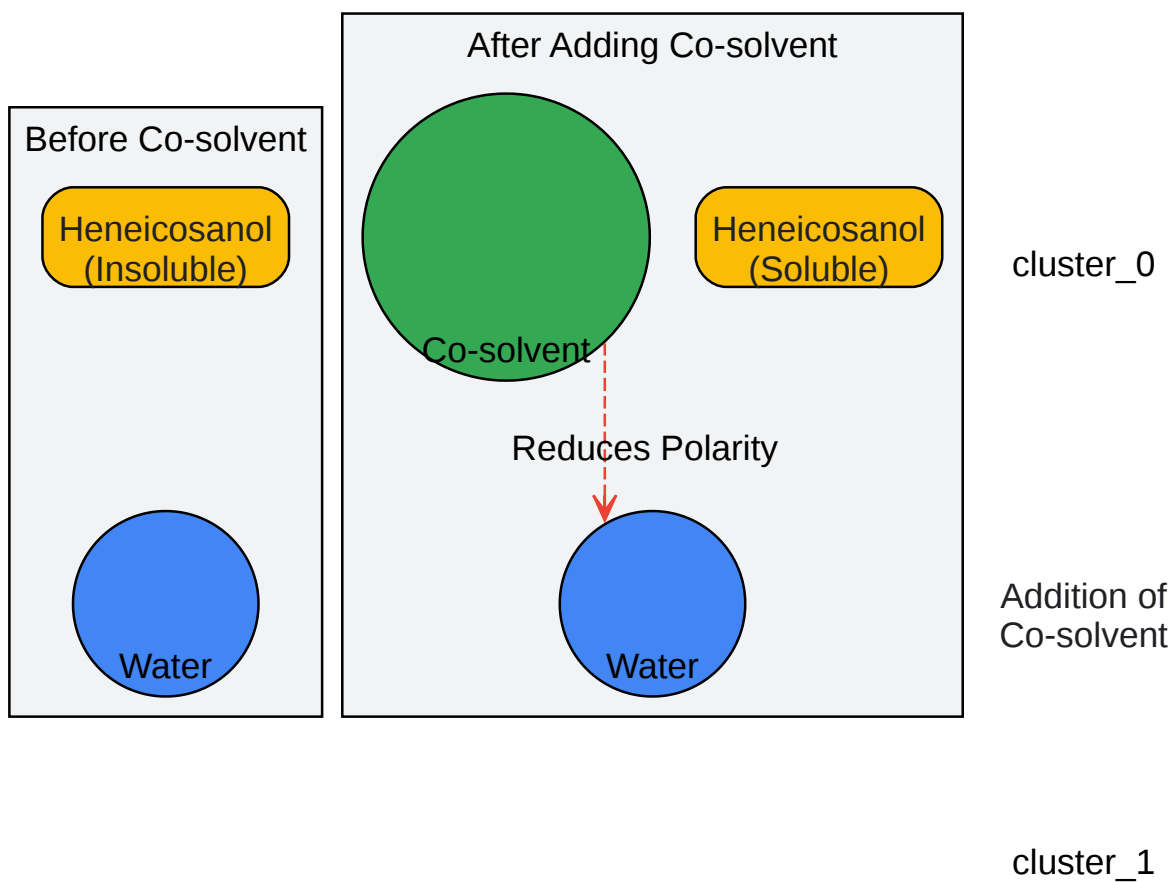 Before Co-solvent
Heneicosanol
(Insoluble)
Water
After Adding Co-solvent
Co-solvent
Heneicosanol
(Soluble)
Reduces Polarity
Water
cluster_0
Addition of
Co-solvent
cluster_1